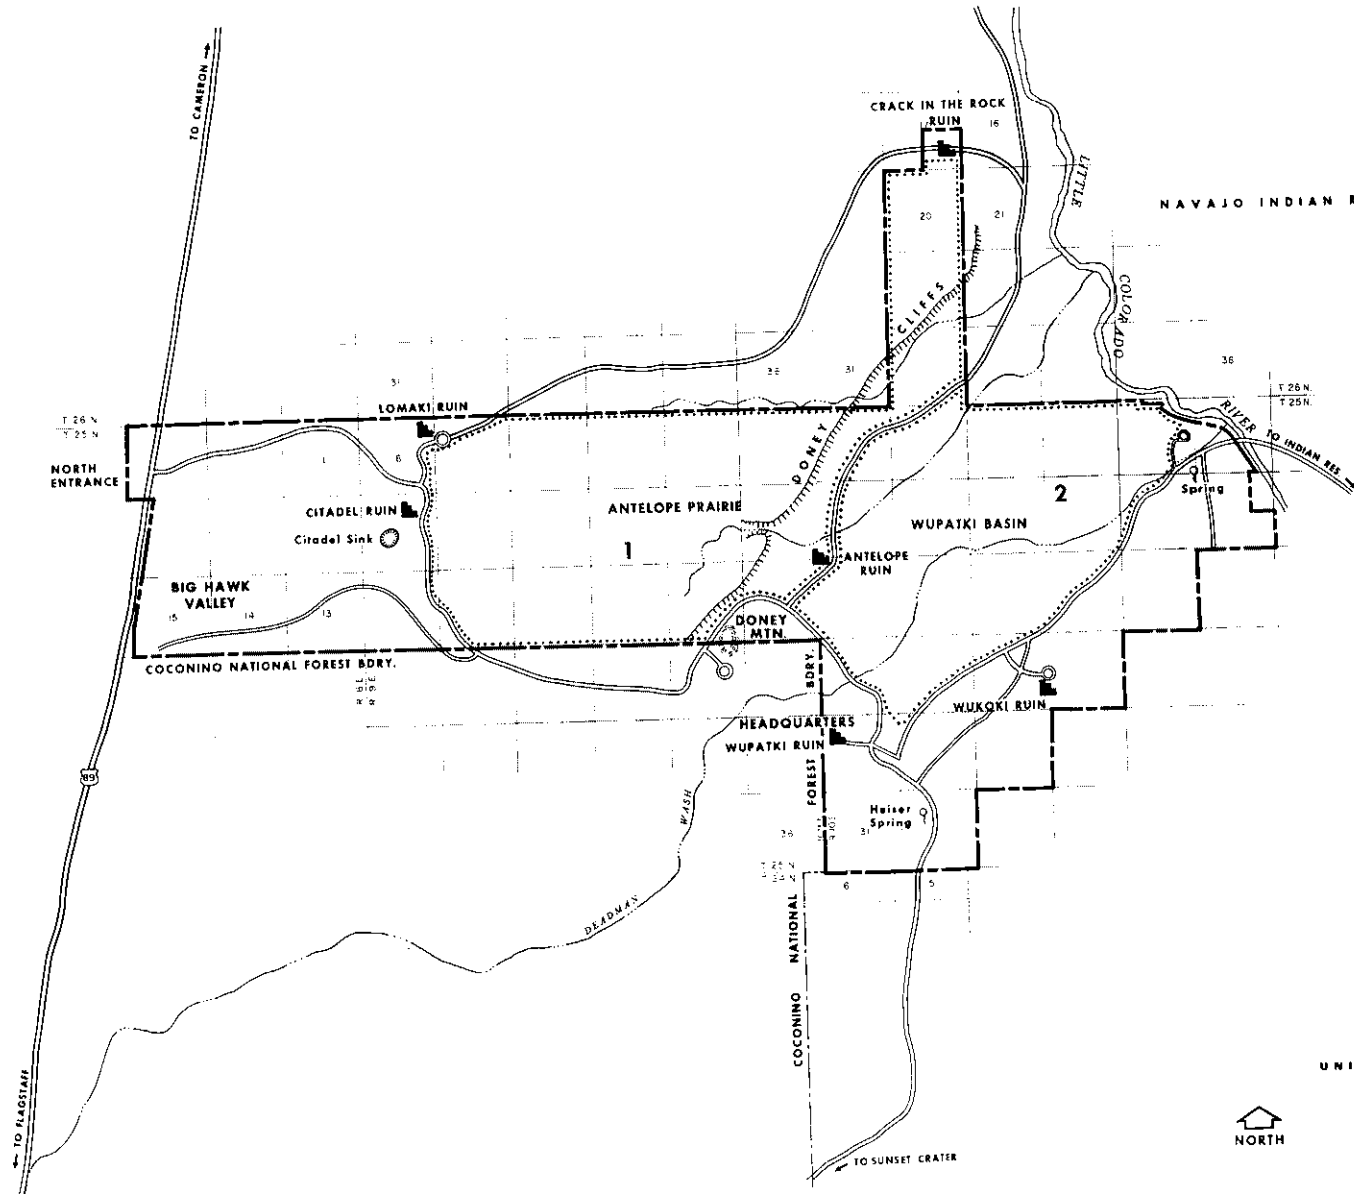 TO CAMERON
CRACK IN THE ROCK
RUIN
16
LITTLE
NAVAJO INDIAN R
20
21
CLIFFS
COLORADO
36
31
36
31
T 26 N.
T 25 N.
LOMAKI RUIN
T 26 N
T 25 N
RIVER
TO INDIAN RES
DONEY
NORTH
ENTRANCE
1
6
Spring
2
CITADEL RUIN
ANTELOPE PRAIRIE
WUPATKI BASIN
Citadel Sink
1
ANTELOPE
RUIN
BIG HAWK
VALLEY
15
14
13
DONEY
MTN.
COCONINO NATIONAL FOREST BDRY.
R 8 E.
R 9 E.
FOREST BDRY.
WUKOKI RUIN
HEADQUARTERS
WUPATKI RUIN
89
WASH
Heiser
Spring
36
31
6
5
DEADMAN
COCONINO NATIONAL
UNI
TO FLAGSTAFF
NORTH
TO SUNSET CRATER